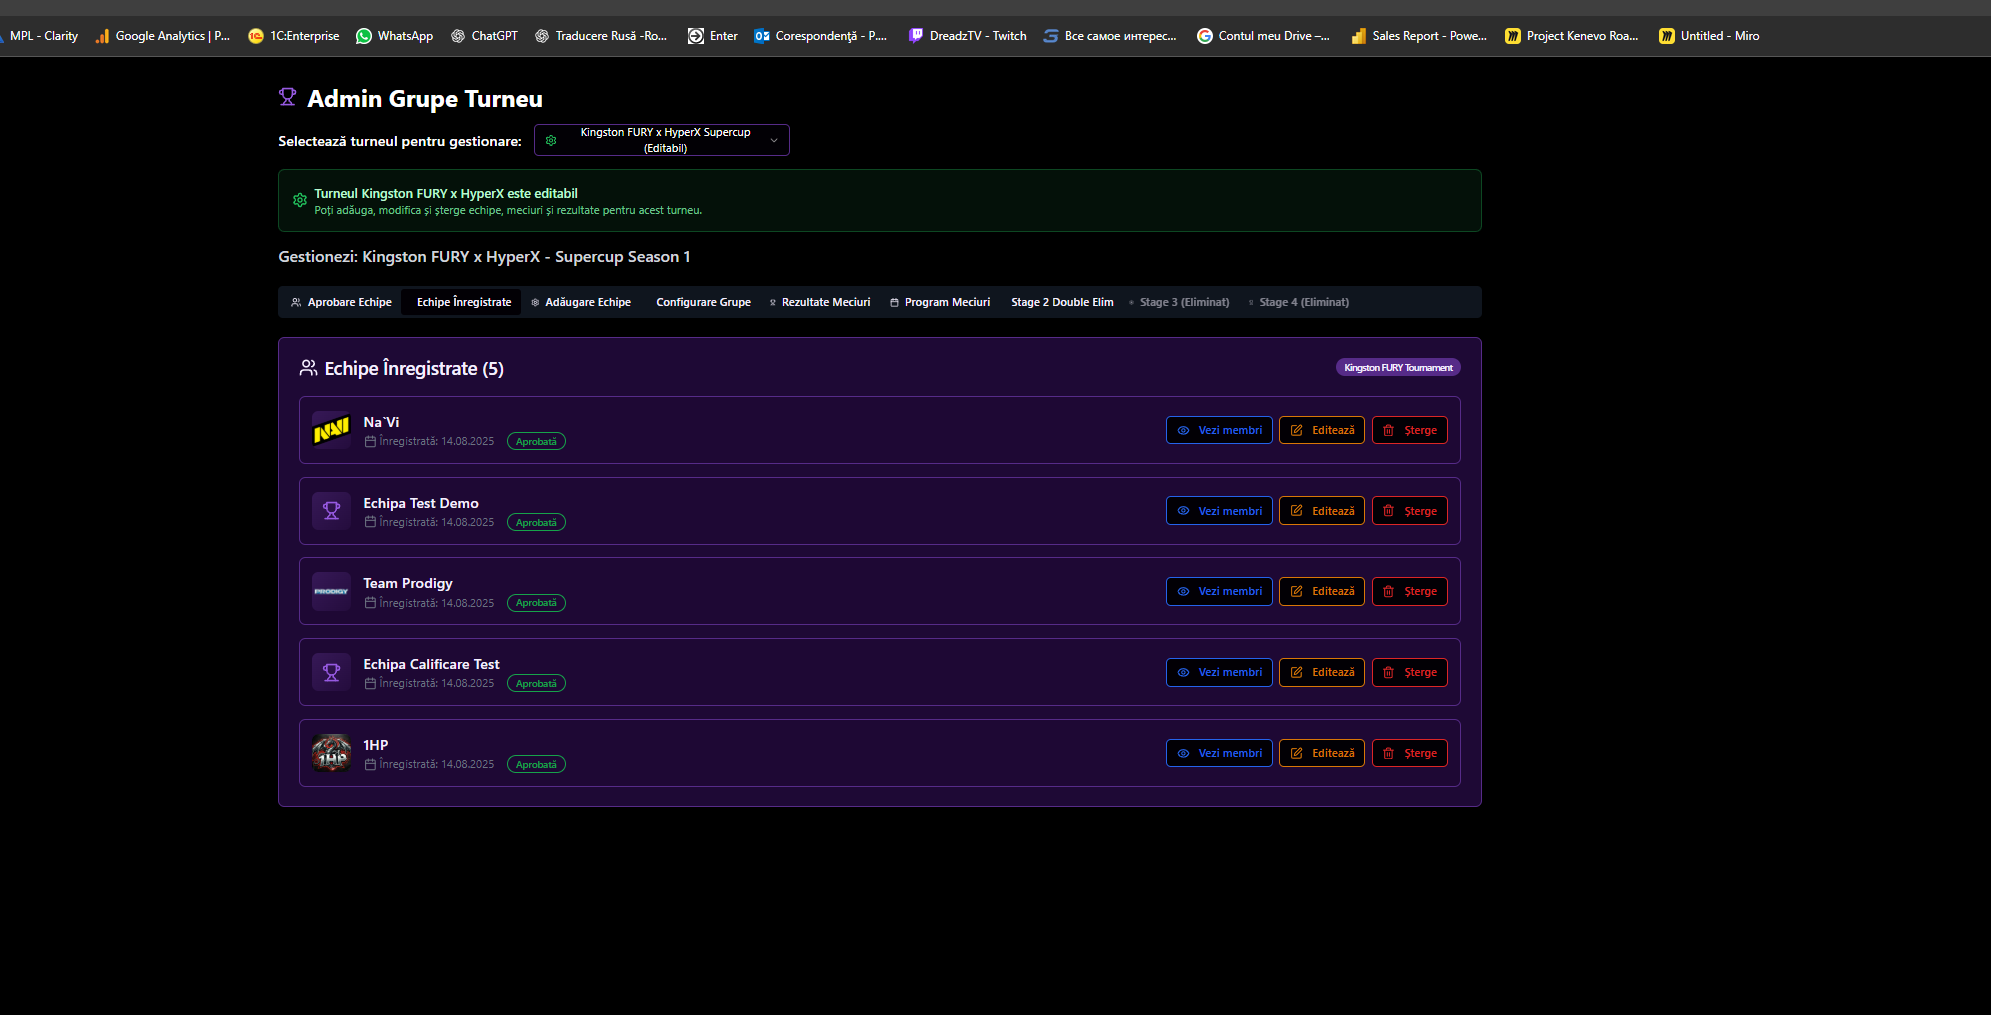 MPL - Clarity Google Analytics | P... 1C:Enterprise WhatsApp ChatGPT Traducere Rusă -Ro... Enter Corespondență - P.... DreadzTV - Twitch Все самое интерес... Contul meu Drive –... Sales Report - Powe... Project Kenevo Roa... Untitled - Miro
Admin Grupe Turneu
Selectează turneul pentru gestionare:
Kingston FURY x HyperX Supercup
(Editabil)
Turneul Kingston FURY x HyperX este editabil
Poți adăuga, modifica și șterge echipe, meciuri și rezultate pentru acest turneu.
Gestionezi: Kingston FURY x HyperX - Supercup Season 1
Aprobare Echipe Echipe Înregistrate Adăugare Echipe Configurare Grupe Rezultate Meciuri Program Meciuri Stage 2 Double Elim Stage 3 (Eliminat) Stage 4 (Eliminat)
Echipe Înregistrate (5) Kingston FURY Tournament
NAVI
Na`Vi
Înregistrată: 14.08.2025 Aprobată
Vezi membri Editează Șterge
Echipa Test Demo
Înregistrată: 14.08.2025 Aprobată
Vezi membri Editează Șterge
PRODIGY
Team Prodigy
Înregistrată: 14.08.2025 Aprobată
Vezi membri Editează Șterge
Echipa Calificare Test
Înregistrată: 14.08.2025 Aprobată
Vezi membri Editează Șterge
1HP
1HP
Înregistrată: 14.08.2025 Aprobată
Vezi membri Editează Șterge